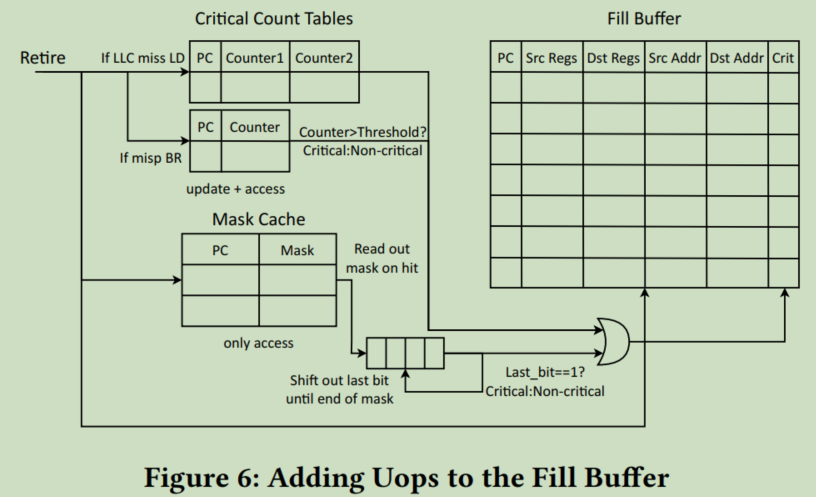 Critical Count Tables
Fill Buffer
Retire
If LLC miss LD
PC Counter1 Counter2
PC Src Regs Dst Regs Src Addr Dst Addr Crit
PC Counter
If misp BR
Counter>Threshold?
Critical:Non-critical
update + access
Mask Cache
PC Mask
Read out
mask on hit
only access
Shift out last bit
until end of mask
Last_bit==1?
Critical:Non-critical
Figure 6: Adding Uops to the Fill Buffer